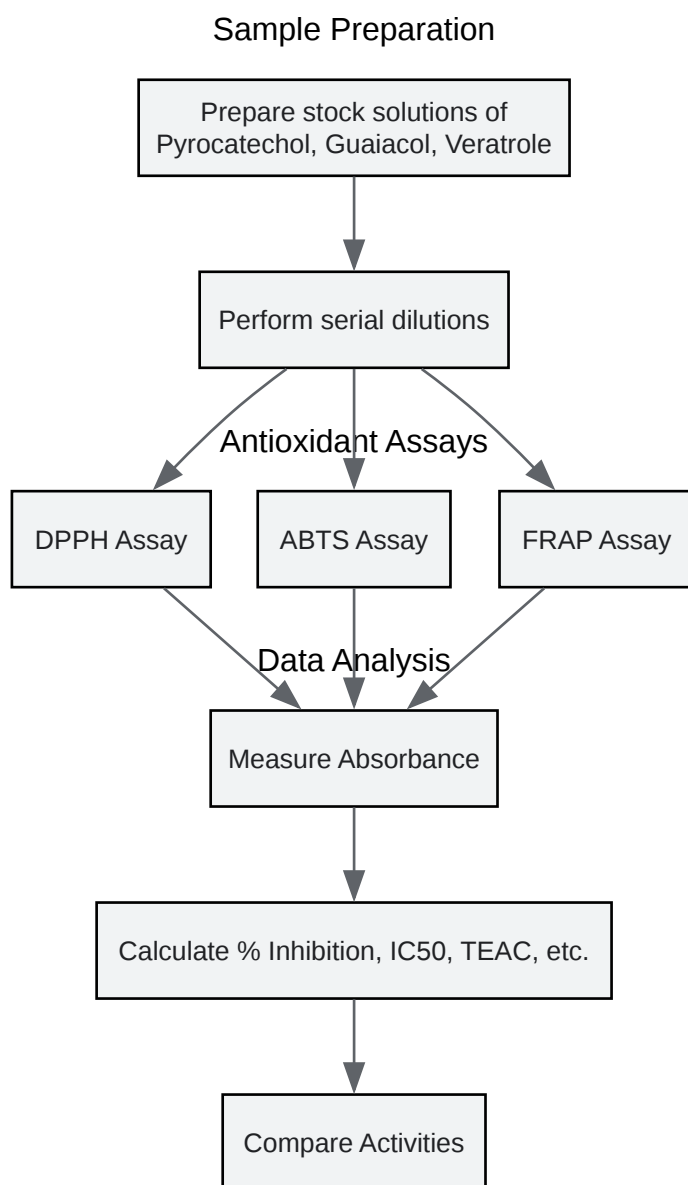 Sample Preparation
Prepare stock solutions of
Pyrocatechol, Guaiacol, Veratrole
Perform serial dilutions
Antioxidant Assays
DPPH Assay
ABTS Assay
FRAP Assay
Data Analysis
Measure Absorbance
Calculate % Inhibition, IC50, TEAC, etc.
Compare Activities